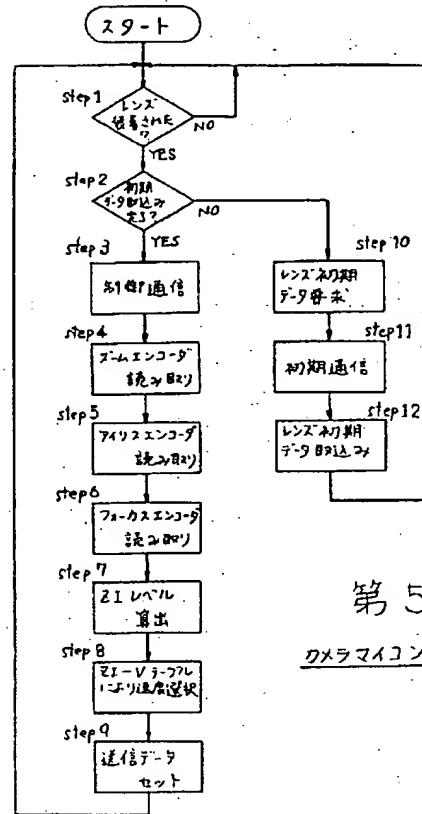 スタート
step 1
レンズ
装着された
?
NO
YES
step 2
初期
データ取込み
完了?
NO
YES
step 3
制御通信
step 4
ズームエンコーダ
読み取り
step 5
アイリスエンコーダ
読み取り
step 6
フォーカスエンコーダ
読み取り
step 7
ZIレベル
算出
step 8
ZI-Vテーブル
により速度選択
step 9
送信データ
セット
step 10
レンズ初期
データ要求
step 11
初期通信
step 12
レンズ初期
データ取込み
第5
カメラマイコン